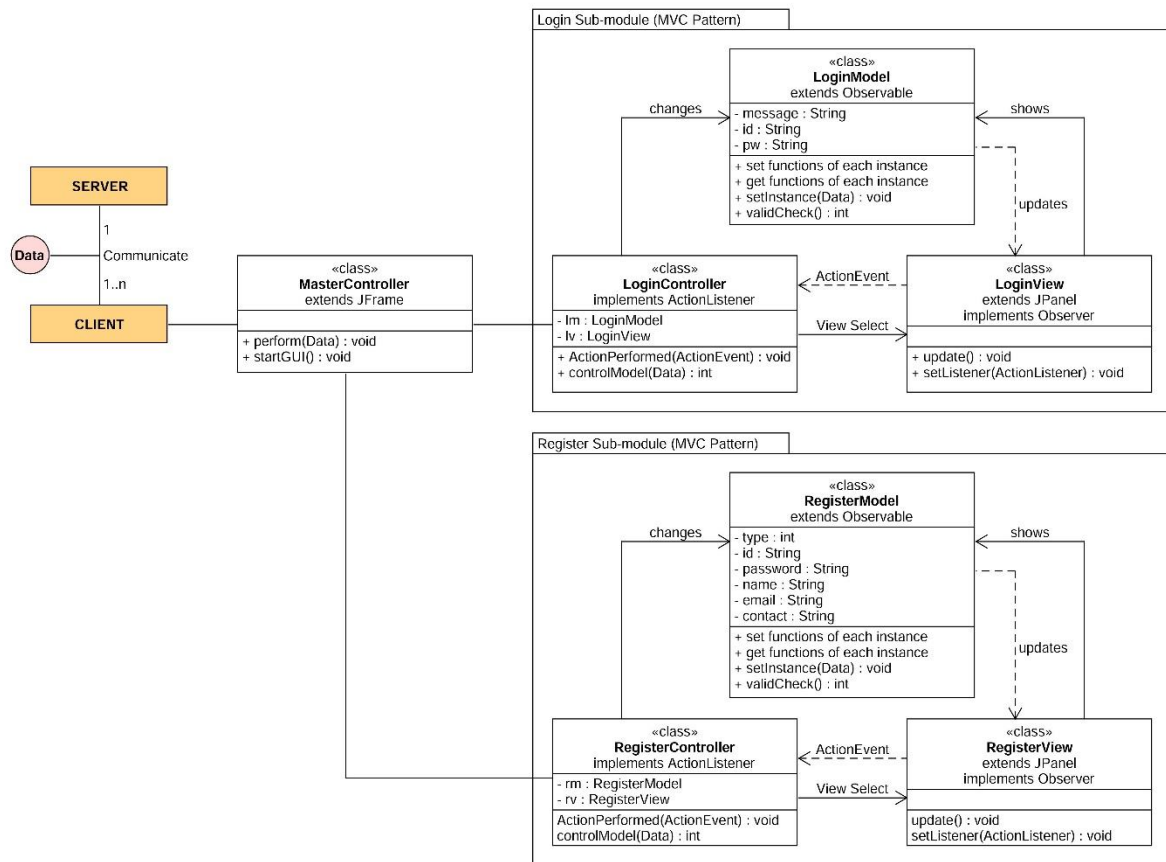 Login Sub-module (MVC Pattern)
«class»
LoginModel
extends Observable
- message : String
- id : String
- pw : String
+ set functions of each instance
+ get functions of each instance
+ setInstance(Data) : void
+ validCheck() : int
changes
shows
updates
SERVER
1
Data
Communicate
1..n
CLIENT
«class»
MasterController
extends JFrame
+ perform(Data) : void
+ startGUI() : void
«class»
LoginController
implements ActionListener
- lm : LoginModel
- lv : LoginView
+ ActionPerformed(ActionEvent) : void
+ controlModel(Data) : int
ActionEvent
View Select
«class»
LoginView
extends JPanel
implements Observer
+ update() : void
+ setListener(ActionListener) : void
Register Sub-module (MVC Pattern)
«class»
RegisterModel
extends Observable
- type : int
- id : String
- password : String
- name : String
- email : String
- contact : String
+ set functions of each instance
+ get functions of each instance
+ setInstance(Data) : void
+ validCheck() : int
changes
shows
updates
«class»
RegisterController
implements ActionListener
- rm : RegisterModel
- rv : RegisterView
ActionPerformed(ActionEvent) : void
controlModel(Data) : int
ActionEvent
View Select
«class»
RegisterView
extends JPanel
implements Observer
update() : void
setListener(ActionListener) : void